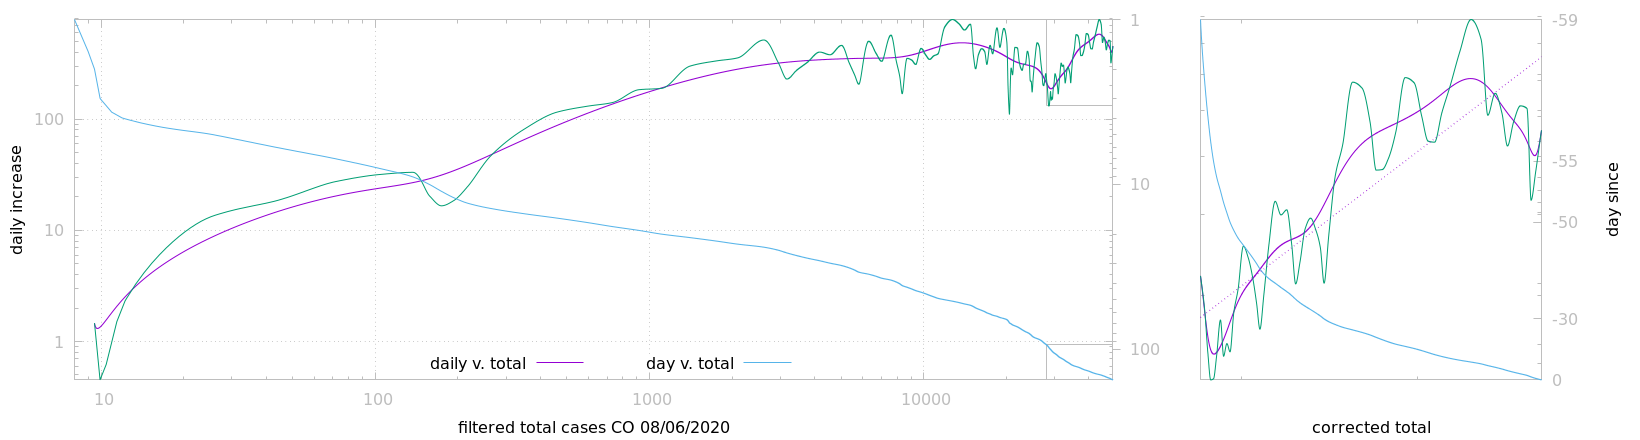 daily increase
100
10
1
10
100
1000
10000
filtered total cases CO 08/06/2020
daily v. total
day v. total
1
10
100
-59
-55
-50
-30
0
day since
corrected total